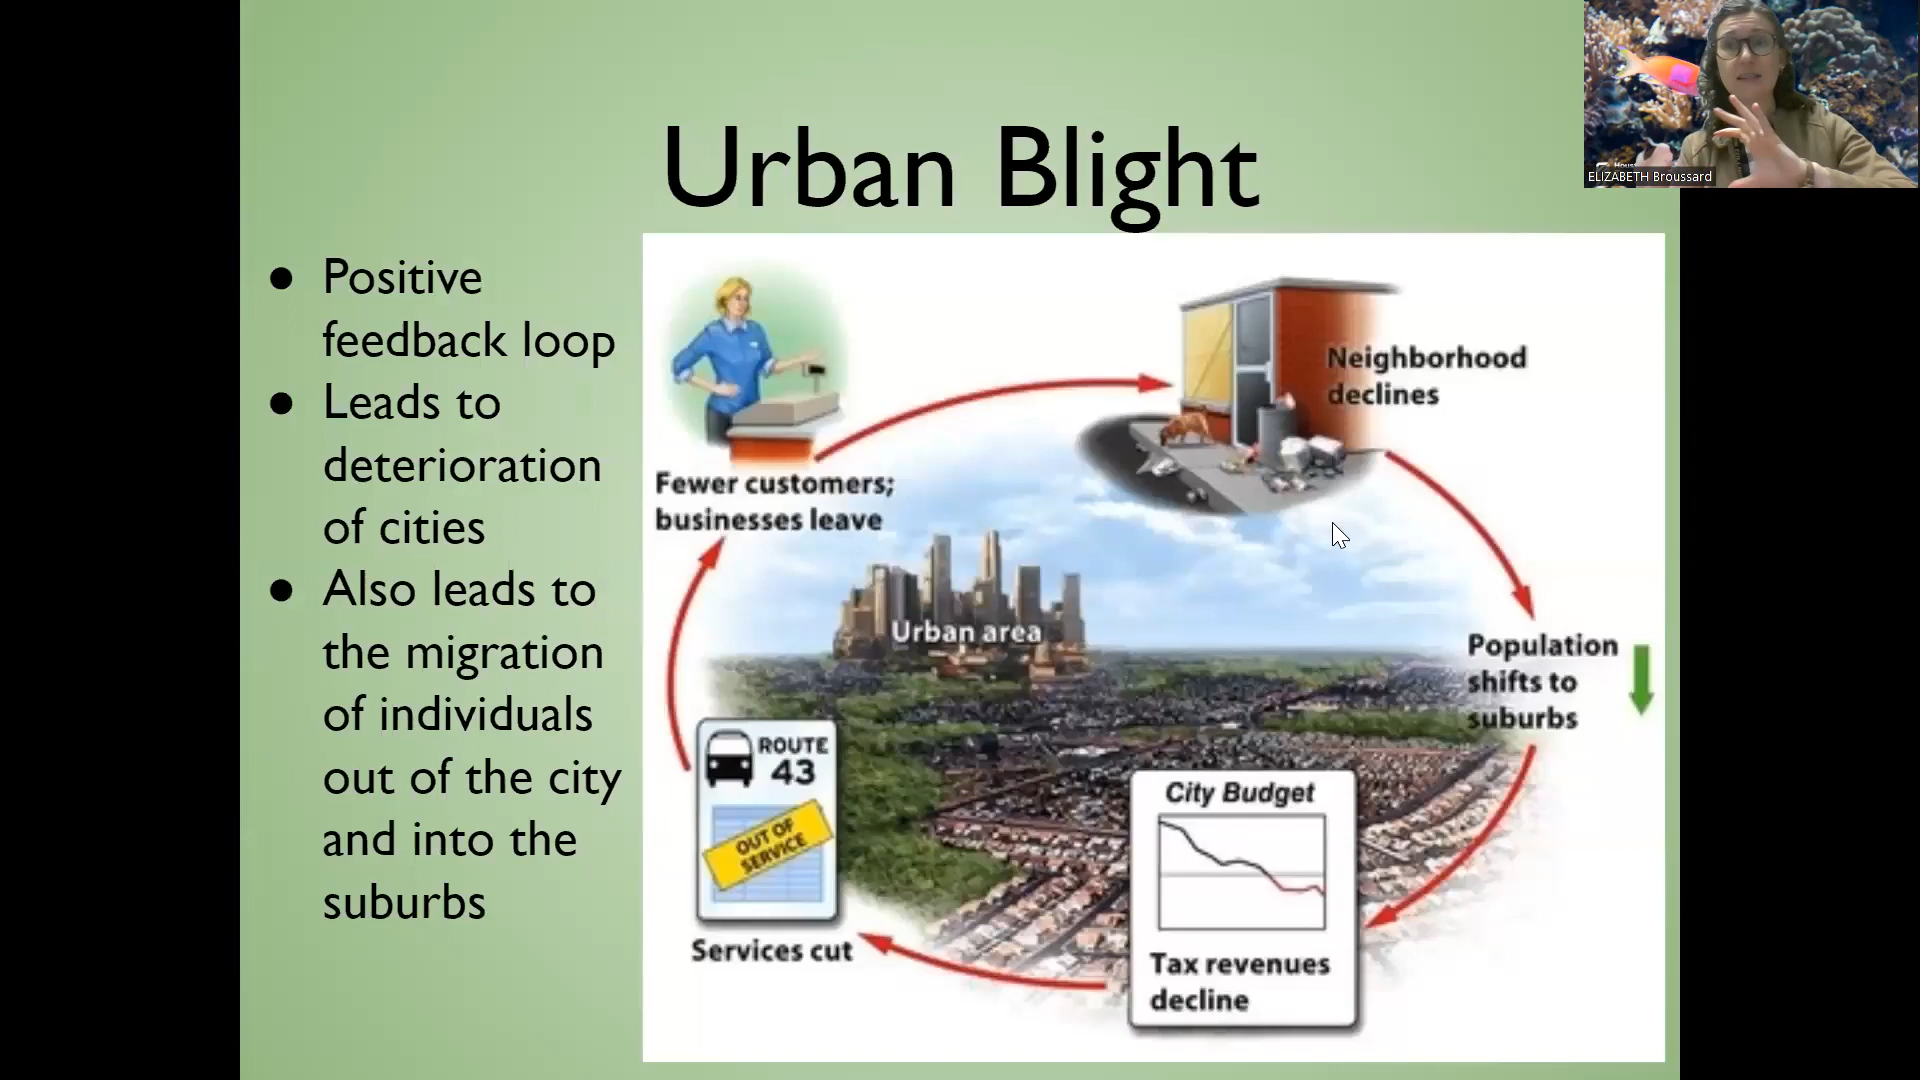 Urban Blight
● Positive
feedback loop
● Leads to
deterioration
of cities
● Also leads to
the migration
of individuals
out of the city
and into the
suburbs
Fewer customers;
businesses leave
Neighborhood
declines
Population
shifts to
suburbs
City Budget
Tax revenues
decline
Services cut
ROUTE
43
OUT OF
SERVICE
Urban area
ELIZABETH Broussard